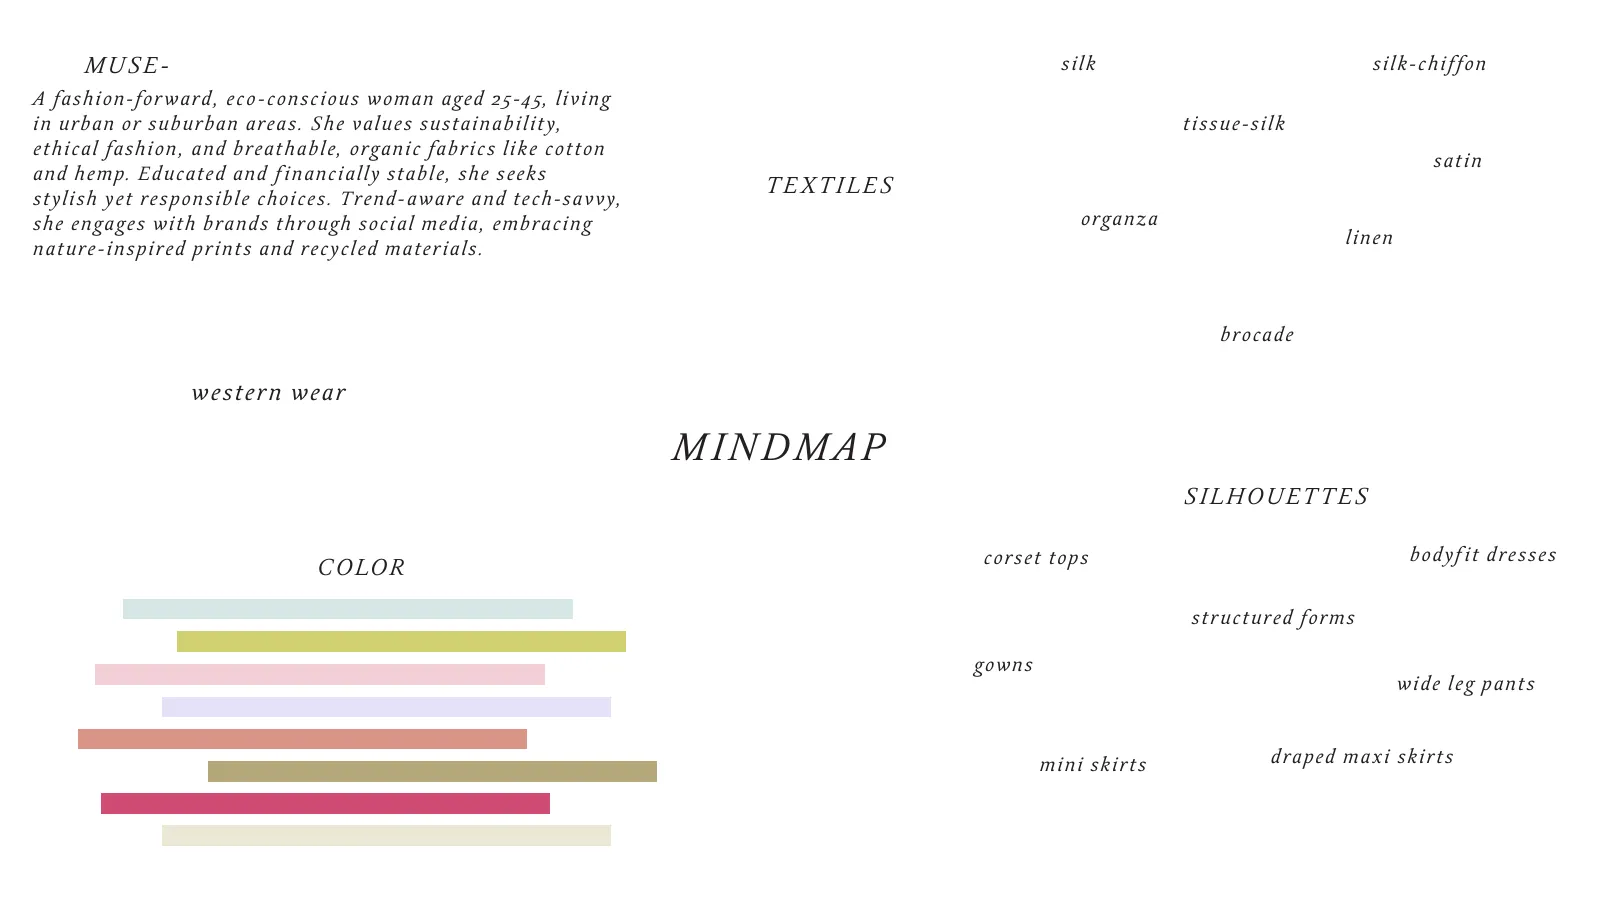 MUSE-
A fashion-forward, eco-conscious woman aged 25-45, living
in urban or suburban areas. She values sustainability,
ethical fashion, and breathable, organic fabrics like cotton
and hemp. Educated and financially stable, she seeks
stylish yet responsible choices. Trend-aware and tech-savvy,
she engages with brands through social media, embracing
nature-inspired prints and recycled materials.
western wear
MINDMAP
TEXTILES
silk
silk-chiffon
tissue-silk
satin
organza
linen
brocade
COLOR
SILHOUETTES
corset tops
bodyfit dresses
structured forms
gowns
wide leg pants
mini skirts
draped maxi skirts